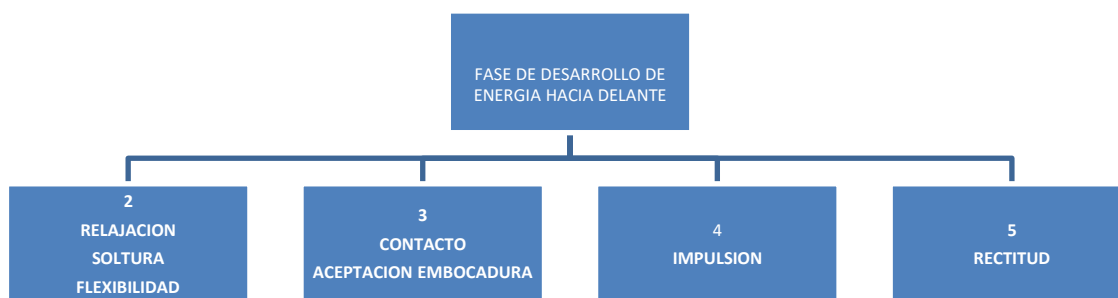 FASE DE DESARROLLO DE
ENERGIA HACIA DELANTE
2
RELAJACION
SOLTURA
FLEXIBILIDAD
3
CONTACTO
ACEPTACION EMBOCADURA
4
IMPULSION
5
RECTITUD